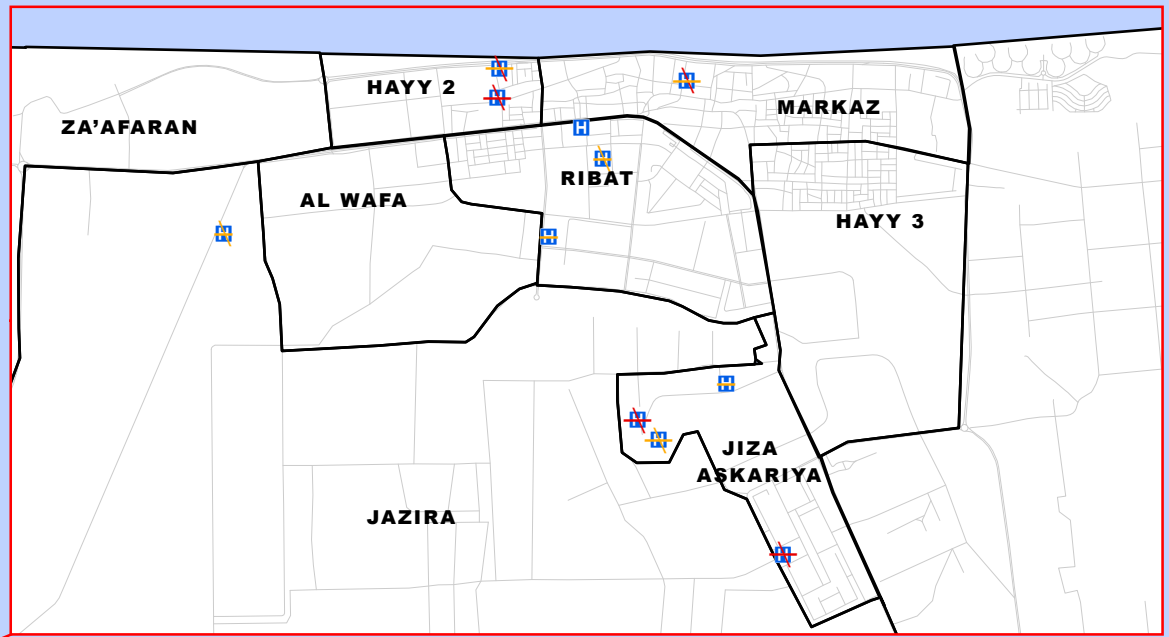 H
HAYY 2
H
H
MARKAZ
ZA’AFARAN
H
H
RIBAT
AL WAFA
HAYY 3
H
H
H
H
H
JIZA
ASKARIYA
JAZIRA
H